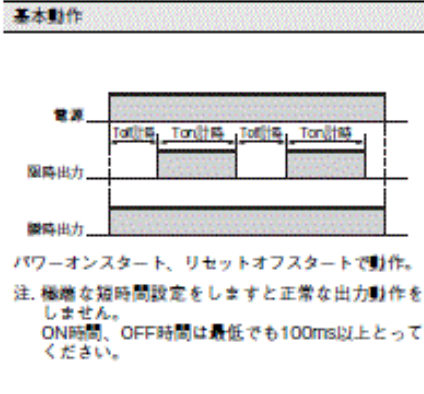 基本動作
電源
Toff計時 Ton計時 Toff計時 Ton計時
限時出力
瞬時出力
パワーオンスタート、リセットオフスタートで動作。
注. 極端な短時間設定をしますと正常な出力動作を
しません。
ON時間、OFF時間は最低でも100ms以上とって
ください。